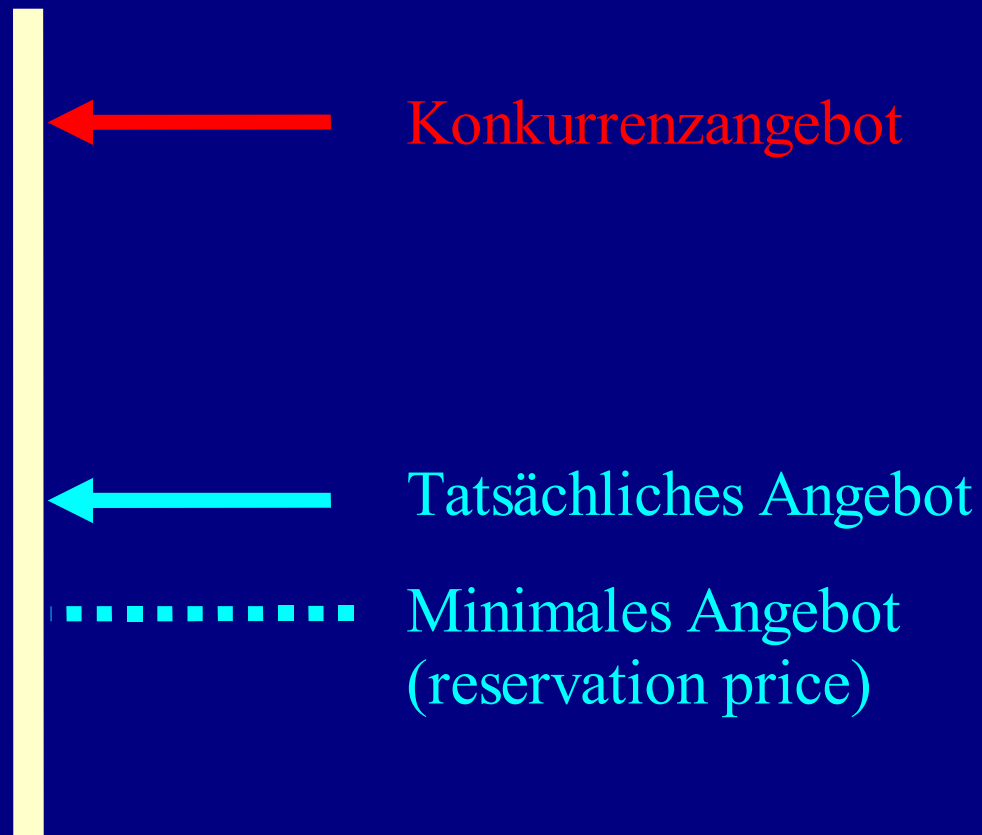 Konkurrenzangebot
Tatsächliches Angebot
Minimales Angebot
(reservation price)